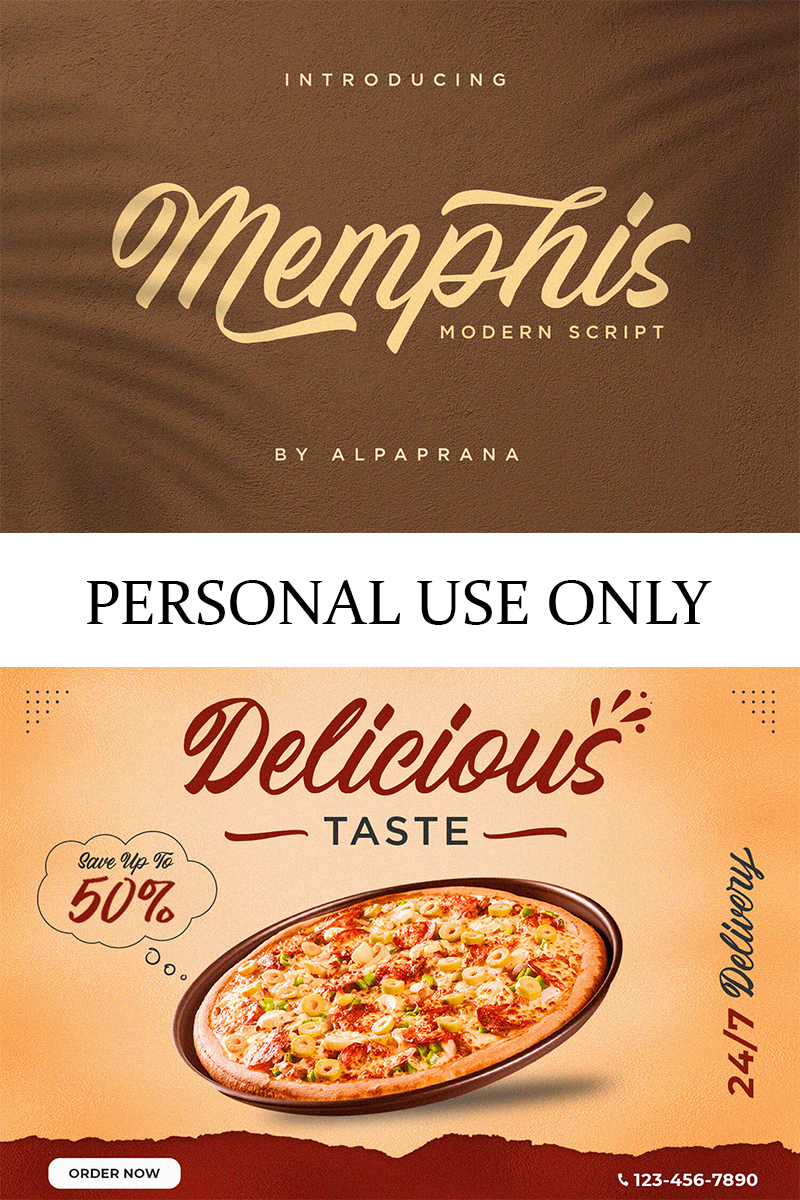 INTRODUCING
Memphis
MODERN SCRIPT
BY ALPAPRANA
PERSONAL USE ONLY
Delicious
TASTE
Save Up To
50%
24/7 Delivery
ORDER NOW
123-456-7890